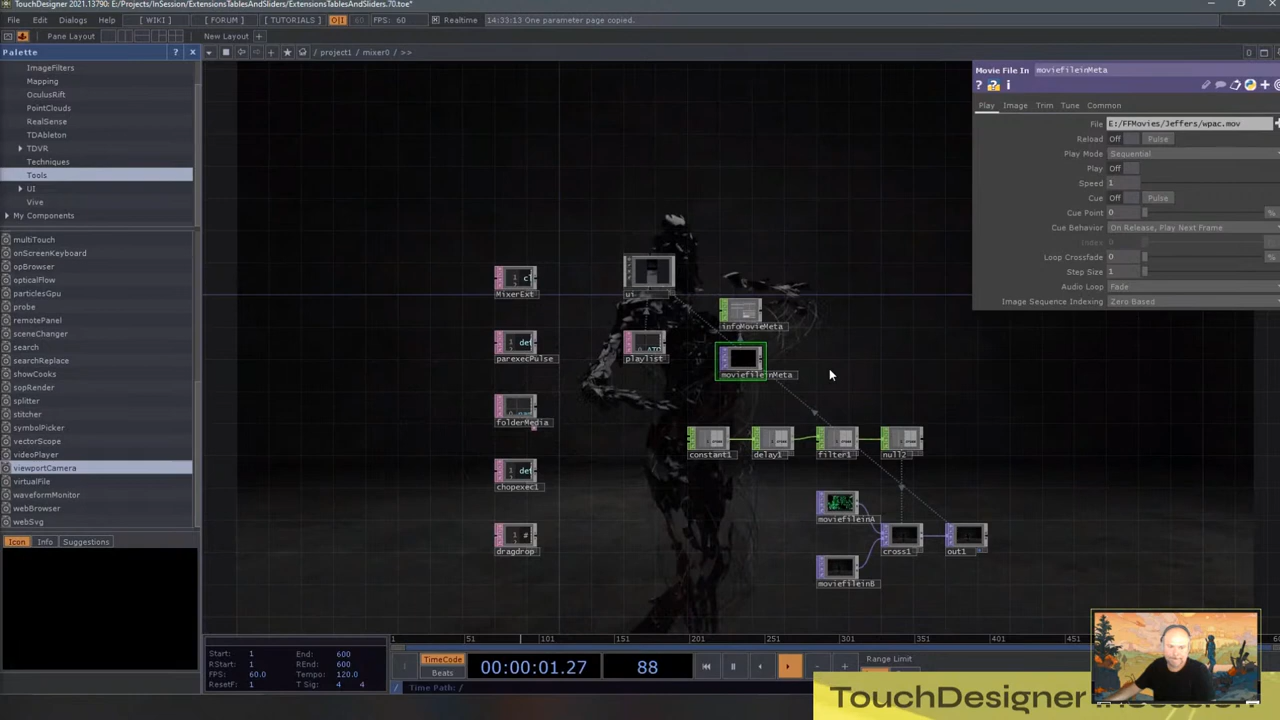 TouchDesigner 2021.13790: E:/Projects/InSession/ExtensionsTablesAndSliders/ExtensionsTablesAndSliders.70.toe*
File Edit Dialogs Help [ WIKI ] [ FORUM ] [ TUTORIALS ] O|I 60 FPS: 60 Realtime 14:33:13 One parameter page copied.
Pane Layout New Layout +
Palette ? x / project1 / mixer0 / >> 0
ImageFilters
Mapping
OculusRift
PointClouds
RealSense
TDAbleton
TDVR
Techniques
Tools
UI
Vive
My Components
multiTouch
onScreenKeyboard
opBrowser
opticalFlow
particlesGpu
probe
remotePanel
sceneChanger
search
searchReplace
showCooks
sopRender
splitter
stitcher
symbolPicker
vectorScope
videoPlayer
viewportCamera
virtualFile
waveformMonitor
webBrowser
webSvg
Icon Info Suggestions
MixerExt
parexecPulse
folderMedia
chopexec1
dragdrop
ui
playlist
infoMovieMeta
moviefileinMeta
constant1 delay1 filter1 null2
moviefileinA
cross1 out1
moviefileinB
Movie File In moviefileinMeta
Play Image Trim Tune Common
File E:/FFMovies/Jeffers/wpac.mov
Reload Off Pulse
Play Mode Sequential
Play Off
Speed 1
Cue Off Pulse
Cue Point 0 %
Cue Behavior On Release, Play Next Frame
Index 0 %
Loop Crossfade 0 %
Step Size 1
Audio Loop Fade
Image Sequence Indexing Zero Based
1 51 101 151 201 251 301 351 401 451
Start: 1 End: 600
RStart: 1 REnd: 600
FPS: 60.0 Tempo: 120.0
ResetF: 1 T Sig: 4 4
TimeCode
Beats
00:00:01.27 88
Range Limit
/ Time Path: /
TouchDesigner InSession